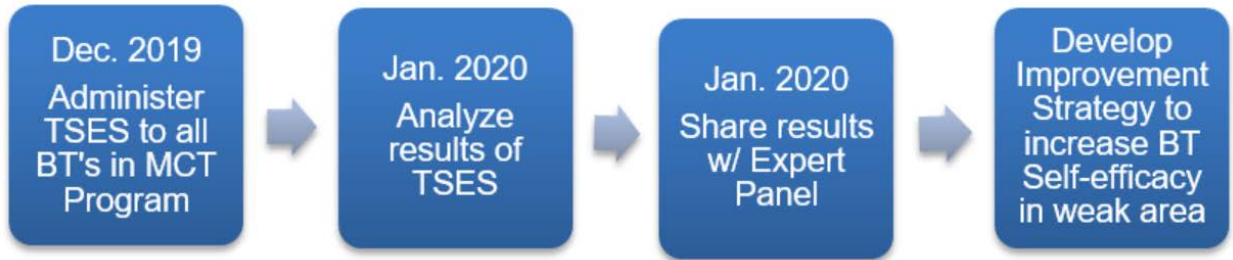 Dec. 2019
Administer
TSES to all
BT's in MCT
Program
Jan. 2020
Analyze
results of
TSES
Jan. 2020
Share results
w/ Expert
Panel
Develop
Improvement
Strategy to
increase BT
Self-efficacy
in weak area